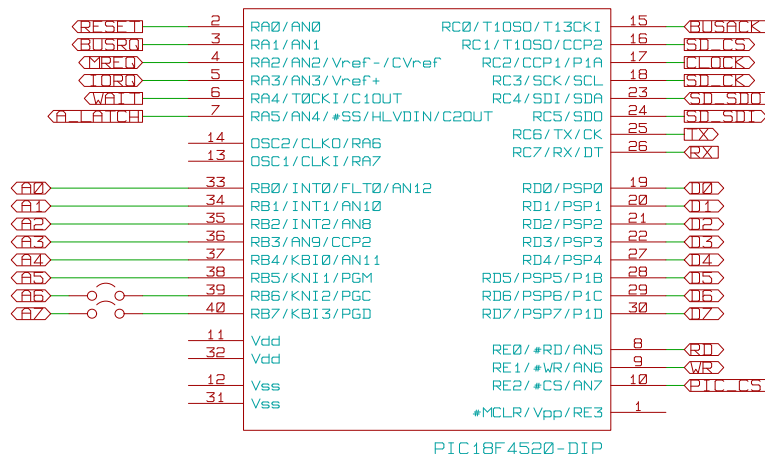 RESET 2 RA0/AN0 RC0/T1OSO/T13CKI 15 BUSACK
BUSRQ 3 RA1/AN1 RC1/T1OSO/CCP2 16 SD_CS
MREQ 4 RA2/AN2/Vref-/CVref RC2/CCP1/P1A 17 CLOCK
IORQ 5 RA3/AN3/Vref+ RC3/SCK/SCL 18 SD_CK
WAIT 6 RA4/T0CKI/C1OUT RC4/SDI/SDA 23 SD_SDO
A_LATCH 7 RA5/AN4/#SS/HLVDIN/C2OUT RC5/SDO 24 SD_SDI
RC6/TX/CK 25 TX
14 OSC2/CLKO/RA6
RC7/RX/DT 26 RX
13 OSC1/CLKI/RA7
A0 33 RB0/INT0/FLT0/AN12 RD0/PSP0 19 D0
A1 34 RB1/INT1/AN10 RD1/PSP1 20 D1
A2 35 RB2/INT2/AN8 RD2/PSP2 21 D2
A3 36 RB3/AN9/CCP2 RD3/PSP3 22 D3
A4 37 RB4/KBI0/AN11 RD4/PSP4 27 D4
A5 38 RB5/KNI1/PGM RD5/PSP5/P1B 28 D5
A6 39 RB6/KNI2/PGC RD6/PSP6/P1C 29 D6
A7 40 RB7/KBI3/PGD RD7/PSP7/P1D 30 D7
11 Vdd
RE0/#RD/AN5 8 RD
32 Vdd
RE1/#WR/AN6 9 WR
12 Vss RE2/#CS/AN7 10 PIC_CS
31 Vss
#MCLR/Vpp/RE3 1
PIC18F4520-DIP